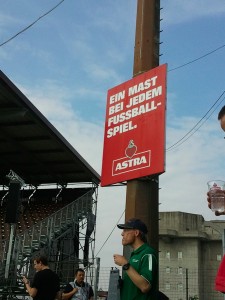 EIN MAST
BEI JEDEM
FUSSBALL-
SPIEL.
ASTRA